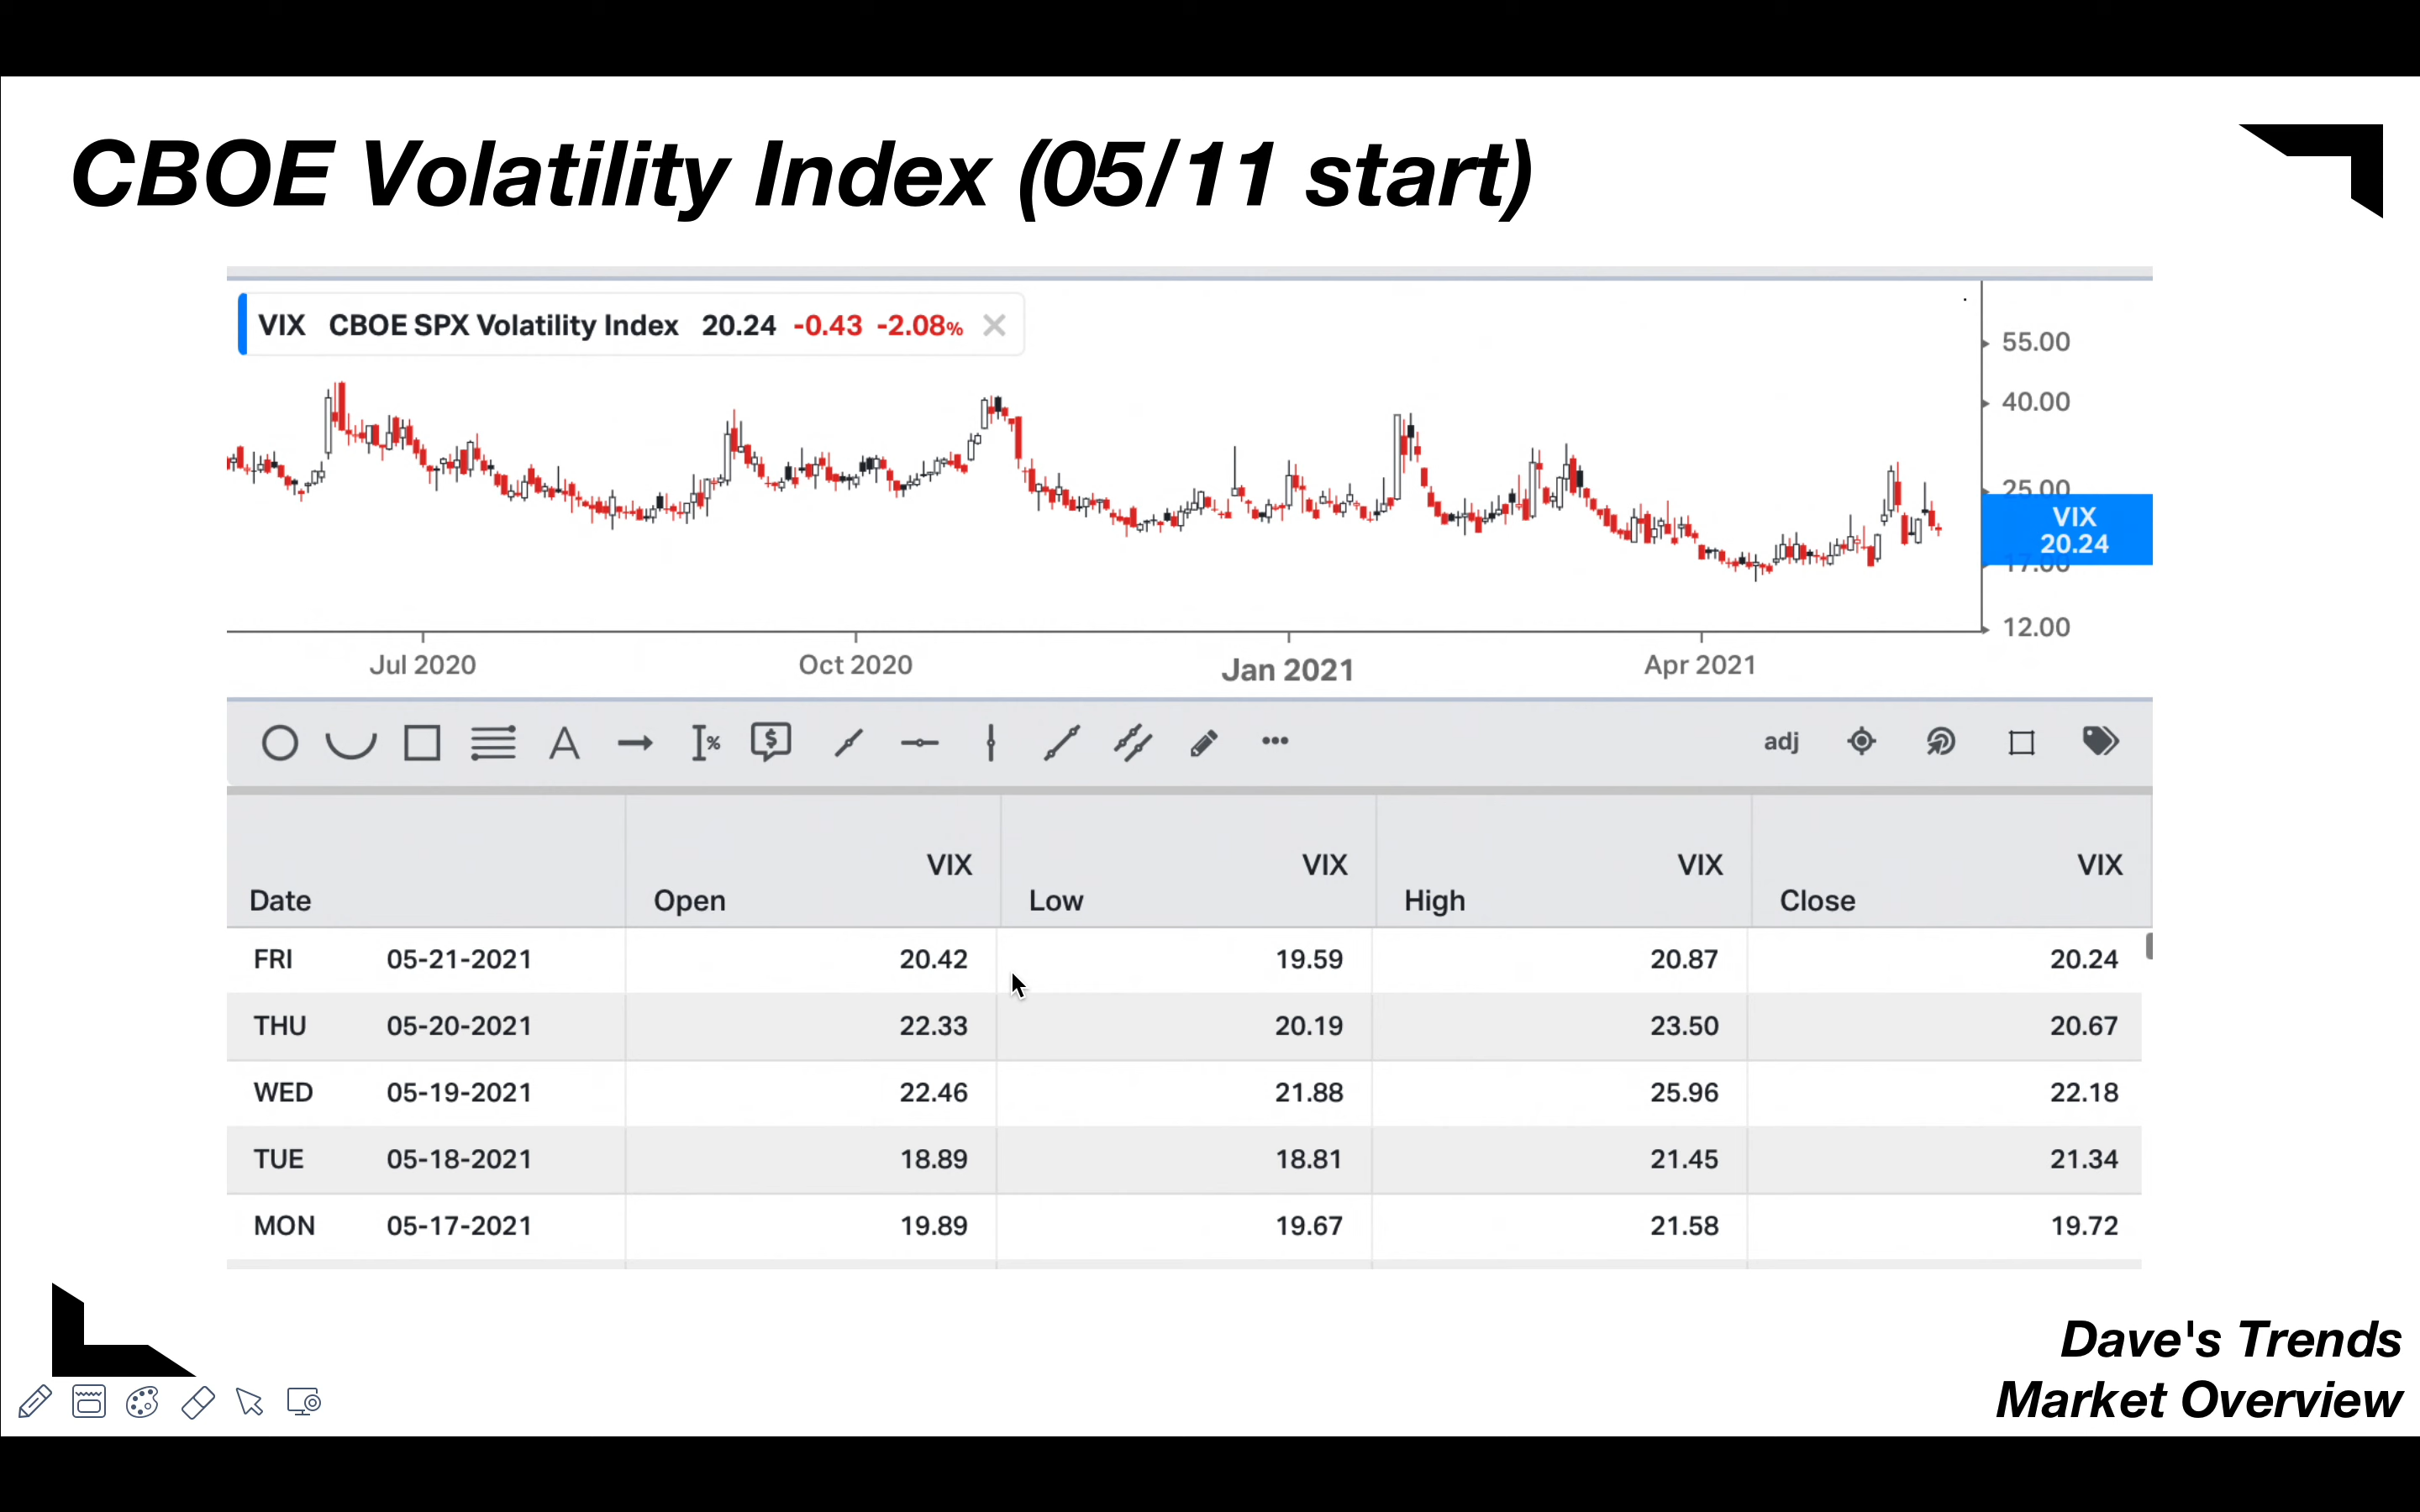 CBOE Volatility Index (05/11 start)
VIX CBOE SPX Volatility Index 20.24 -0.43 -2.08%
55.00
40.00
25.00
VIX
20.24
17.00
12.00
Jul 2020 Oct 2020 Jan 2021 Apr 2021
A % $ adj
VIX VIX VIX VIX
Date Open Low High Close
FRI 05-21-2021 20.42 19.59 20.87 20.24
THU 05-20-2021 22.33 20.19 23.50 20.67
WED 05-19-2021 22.46 21.88 25.96 22.18
TUE 05-18-2021 18.89 18.81 21.45 21.34
MON 05-17-2021 19.89 19.67 21.58 19.72
Dave's Trends
Market Overview